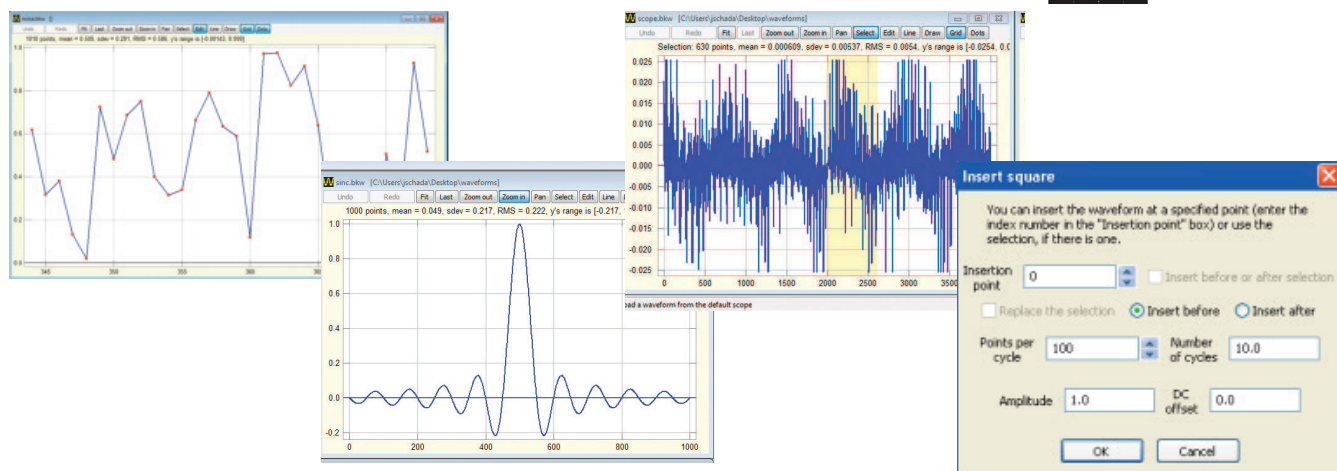 Undo Redo Fit Last Zoom out Zoom in Pan Select Edit Line Draw Grid Dots
1.0
0.8
0.6
0.4
0.2
0.0
345 350 355
scope.bkw [C:\Users\jschada\Desktop\waveforms]
Undo Redo Fit Last Zoom out Zoom in Pan Select Edit Line Draw Grid Dots
Selection: 630 points, mean = 0.000609, sdev = 0.00537, RMS = 0.0054, y's range is [-0.0254, 0.0
0.025
0.020
0.015
0.010
0.005
0.000
-0.005
-0.010
-0.015
-0.020
-0.025
0 500 1000 1500 2000 2500 3000 3500
oad a waveform from the default scope
sinc.bkw [C:\Users\jschada\Desktop\waveforms]
Undo Redo Fit Last Zoom out Zoom in Pan Select Edit Line
1000 points, mean = 0.049, sdev = 0.217, RMS = 0.222, y's range is [-0.217,
1.0
0.8
0.6
0.4
0.2
0.0
-0.2
0 200 400 600 800 1000
Insert square
You can insert the waveform at a specified point (enter the
index number in the "Insertion point" box) or use the
selection, if there is one.
Insertion point 0 Insert before or after selection
Replace the selection Insert before Insert after
Points per cycle 100 Number of cycles 10.0
Amplitude 1.0 DC offset 0.0
OK Cancel